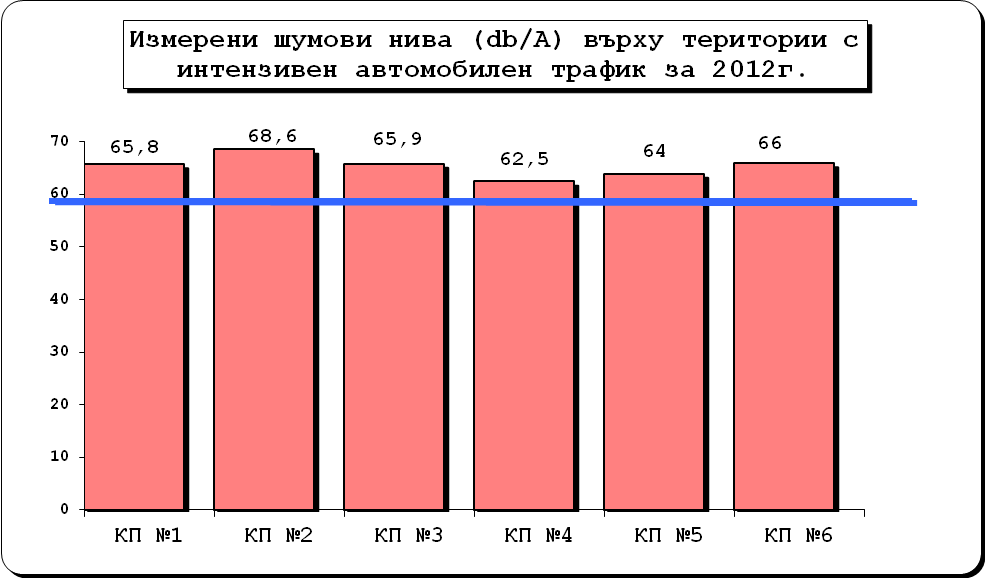 Измерени шумови нива (db/A) върху територии с
интензивен автомобилен трафик за 2012г.
65,8
68,6
65,9
62,5
64
66
70
60
50
40
30
20
10
0
КП №1
КП №2
КП №3
КП №4
КП №5
КП №6